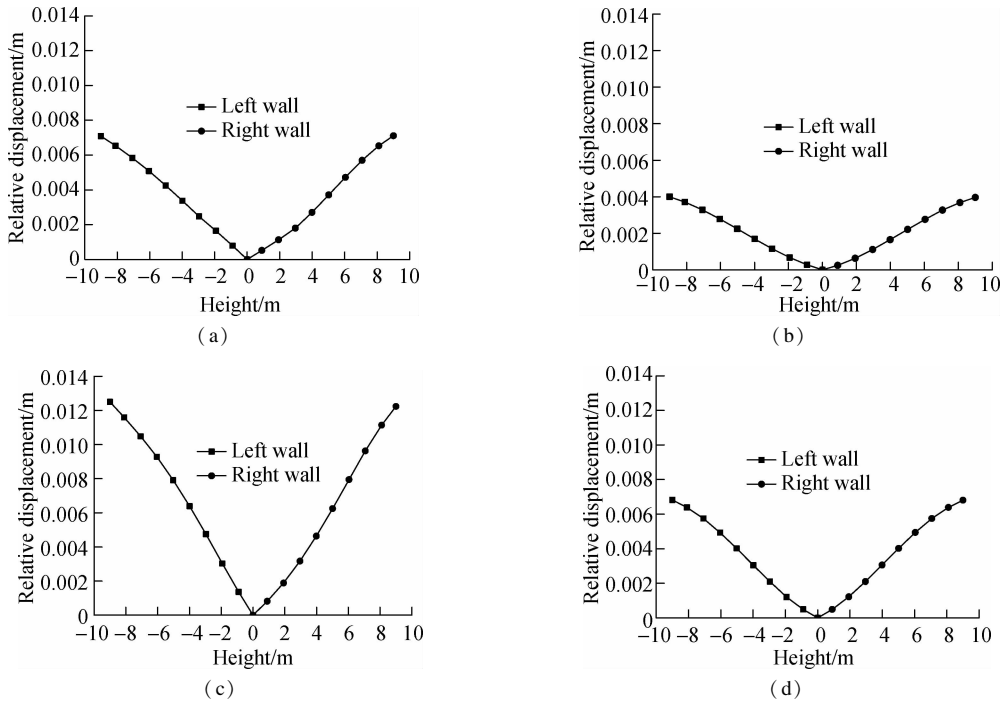 Relative displacement/m
0.014
0.012
0.010
0.008
0.006
0.004
0.002
0
Left wall
Right wall
−10 −8 −6 −4 −2 0 2 4 6 8 10
Height/m
(a)
Relative displacement/m
0.014
0.012
0.010
0.008
0.006
0.004
0.002
0
Left wall
Right wall
−10 −8 −6 −4 −2 0 2 4 6 8 10
Height/m
(b)
Relative displacement/m
0.014
0.012
0.010
0.008
0.006
0.004
0.002
0
Left wall
Right wall
−10 −8 −6 −4 −2 0 2 4 6 8 10
Height/m
(c)
Relative displacement/m
0.014
0.012
0.010
0.008
0.006
0.004
0.002
0
Left wall
Right wall
−10 −8 −6 −4 −2 0 2 4 6 8 10
Height/m
(d)